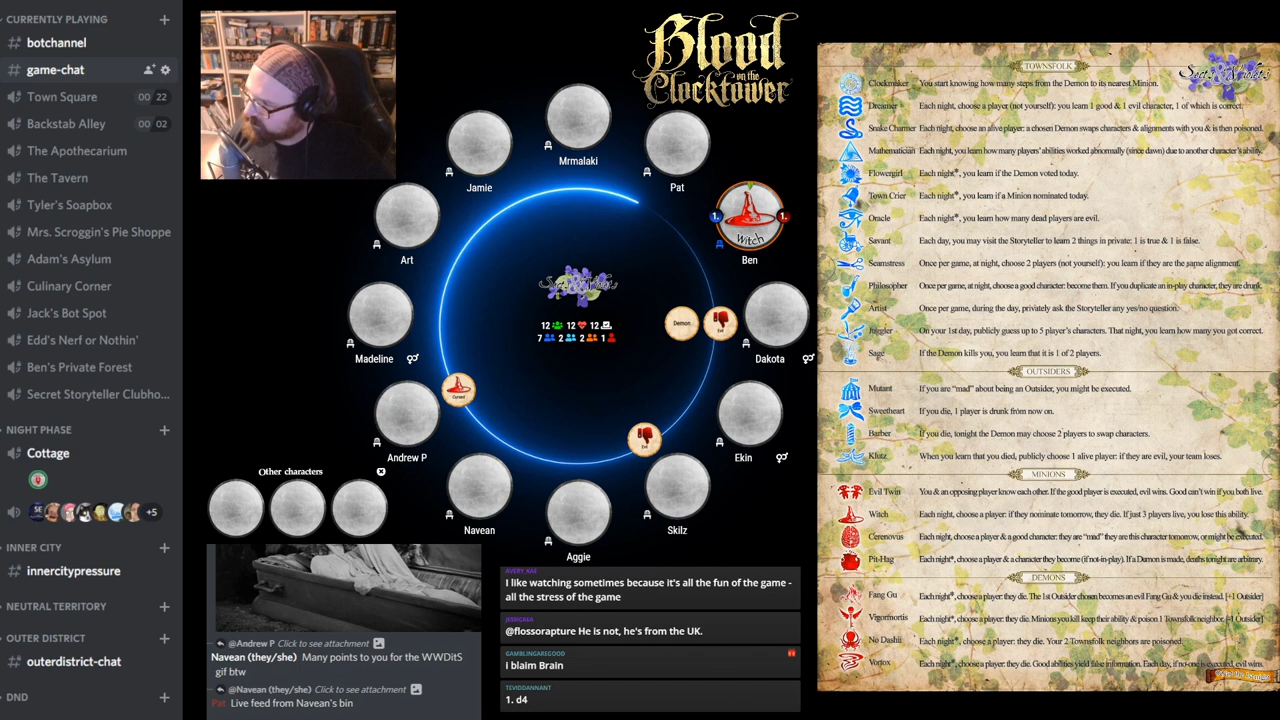 CURRENTLY PLAYING
botchannel
game-chat
Town Square 00 22
Backstab Alley 00 02
The Apothecarium
The Tavern
Tyler's Soapbox
Mrs. Scroggin's Pie Shoppe
Adam's Asylum
Culinary Corner
Jack's Bot Spot
Edd's Nerf or Nothin'
Ben's Private Forest
Secret Storyteller Clubho...
NIGHT PHASE
Cottage
+5
INNER CITY
innercitypressure
NEUTRAL TERRITORY
OUTER DISTRICT
outerdistrict-chat
DND
Blood
on the
Clocktower
Mrmalaki
Jamie
Pat
Art
Witch
1. 1.
Ben
Madeline
Demon
Evil
Dakota
12 12 12
7 2 2 2 1
Cursed
Andrew P
Evil
Ekin
Navean
Skilz
Aggie
Other characters
@Andrew P Click to see attachment
Navean (they/she) Many points to you for the WWDitS
gif btw
@Navean (they/she) Click to see attachment
Pat Live feed from Navean's bin
AVERY_RAE
I like watching sometimes because it's all the fun of the game -
all the stress of the game
@flossorapture He is not, he's from the UK.
GAMBLINGAREGOOD
I blaim Brain
TEVIDDANNANT
1. d4
TOWNSFOLK
Clockmaker You start knowing how many steps from the Demon to its nearest Minion.
Dreamer Each night, choose a player (not yourself): you learn 1 good & 1 evil character, 1 of which is correct.
Snake Charmer Each night, choose an alive player: a chosen Demon swaps characters & alignments with you & is then poisoned.
Mathematician Each night, you learn how many players' abilities worked abnormally (since dawn) due to another character's ability.
Flowergirl Each night*, you learn if the Demon voted today.
Town Crier Each night*, you learn if a Minion nominated today.
Oracle Each night*, you learn how many dead players are evil.
Savant Each day, you may visit the Storyteller to learn 2 things in private: 1 is true & 1 is false.
Seamstress Once per game, at night, choose 2 players (not yourself): you learn if they are the same alignment.
Philosopher Once per game, at night, choose a good character: become them. If you duplicate an in-play character, they are drunk.
Artist Once per game, during the day, privately ask the Storyteller any yes/no question.
Juggler On your 1st day, publicly guess up to 5 player's characters. That night, you learn how many you got correct.
Sage If the Demon kills you, you learn that it is 1 of 2 players.
OUTSIDERS
Mutant If you are "mad" about being an Outsider, you might be executed.
Sweetheart If you die, 1 player is drunk from now on.
Barber If you die, tonight the Demon may choose 2 players to swap characters.
Klutz When you learn that you died, publicly choose 1 alive player: if they are evil, your team loses.
MINIONS
Evil Twin You & an opposing player know each other. If the good player is executed, evil wins. Good can't win if you both live.
Witch Each night, choose a player: if they nominate tomorrow, they die. If just 3 players live, you lose this ability.
Cerenovus Each night, choose a player & a good character: they are "mad" they are this character tomorrow, or might be executed.
Pit-Hag Each night*, choose a player & a character they become (if not-in-play). If a Demon is made, deaths tonight are arbitrary.
DEMONS
Fang Gu Each night*, choose a player: they die. The 1st Outsider chosen becomes an evil Fang Gu & you die instead. [+1 Outsider]
Vigormortis Each night*, choose a player: they die. Minions you kill keep their ability & poison 1 Townsfolk neighbor. [-1 Outsider]
No Dashii Each night*, choose a player: they die. Your 2 Townsfolk neighbors are poisoned.
Vortox Each night*, choose a player: they die. Good abilities yield false information. Each day, if no-one is executed, evil wins.